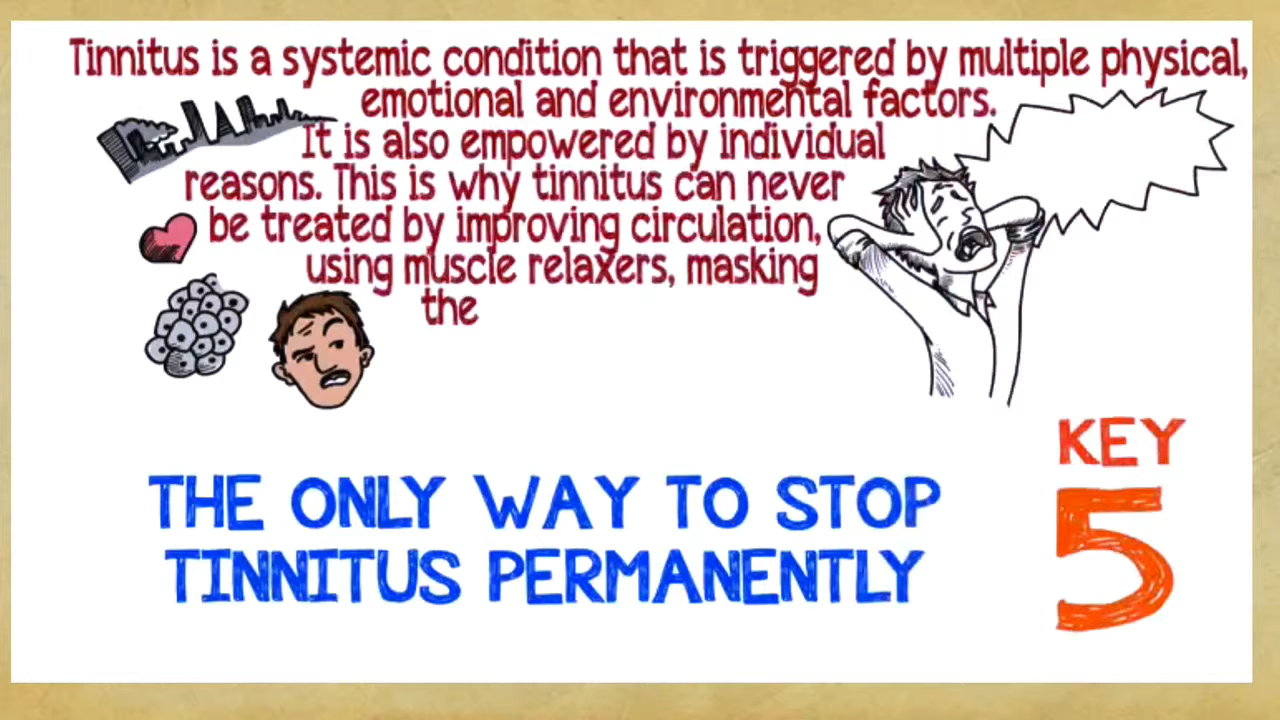 Tinnitus is a systemic condition that is triggered by multiple physical,
emotional and environmental factors.
It is also empowered by individual
reasons. This is why tinnitus can never
be treated by improving circulation,
using muscle relaxers, masking
the
KEY
5
THE ONLY WAY TO STOP
TINNITUS PERMANENTLY